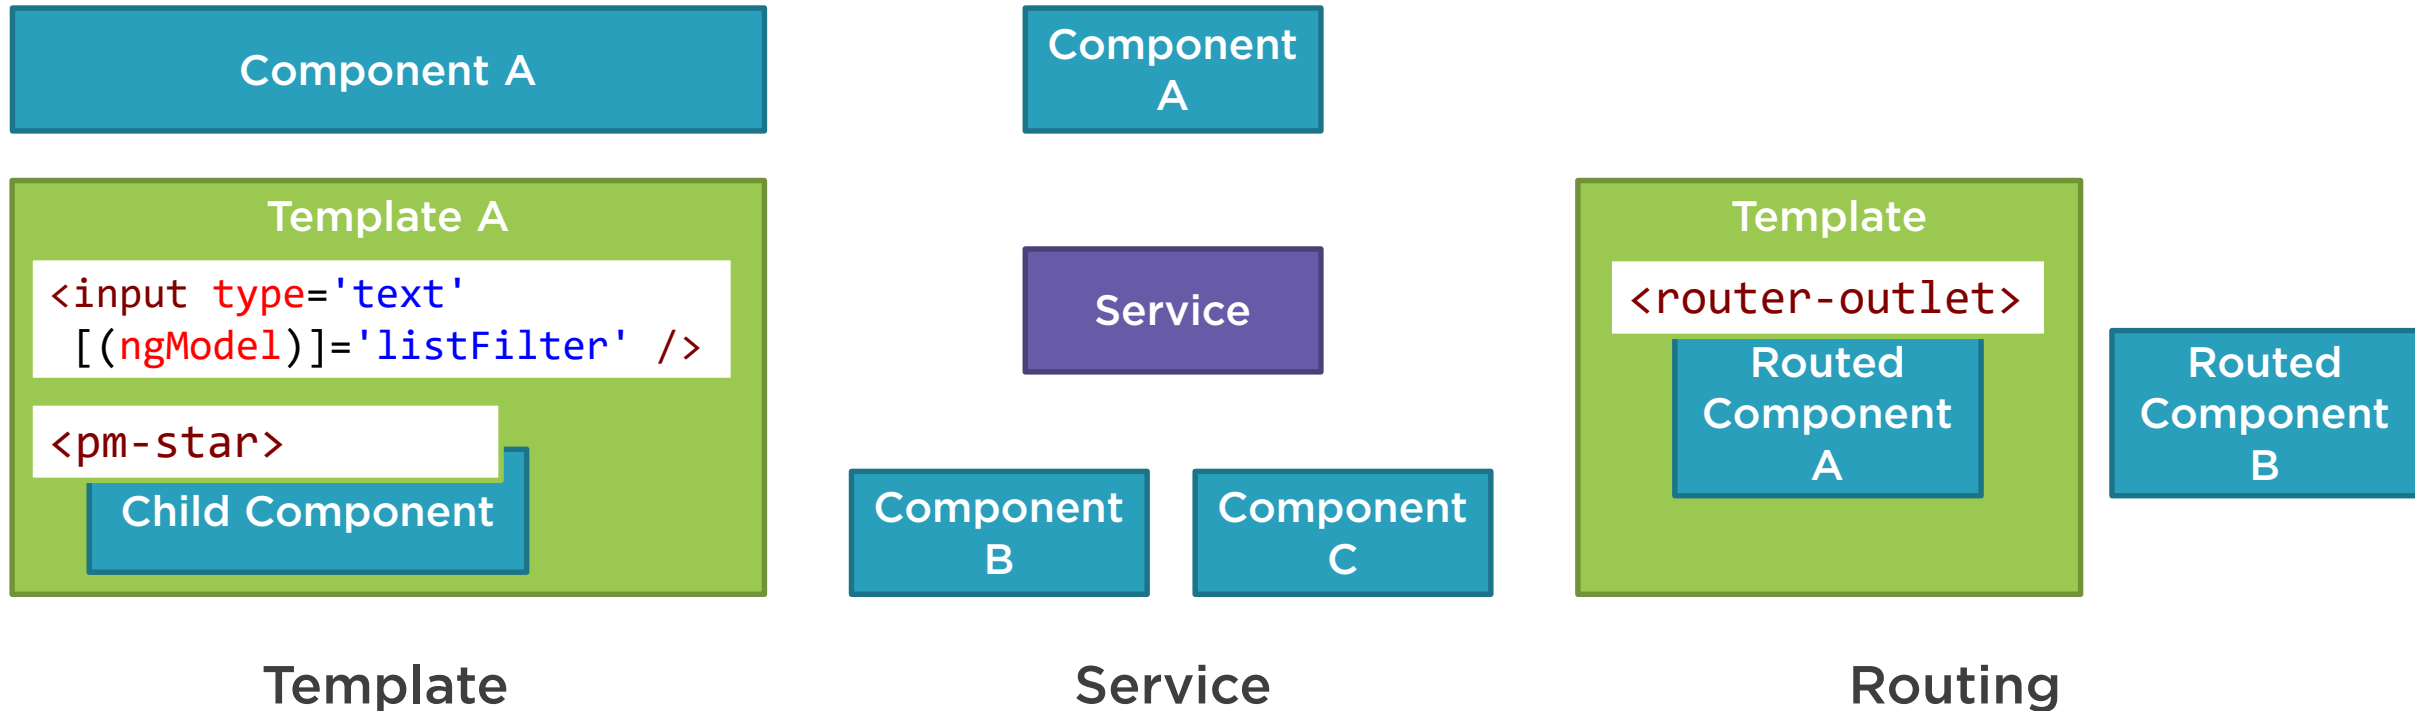 Component A
Template A
<input type='text'
[(ngModel)]='listFilter' />
<pm-star>
Child Component
Template
Component
A
Service
Component
B
Component
C
Service
Template
<router-outlet>
Routed
Component
A
Routed
Component
B
Routing